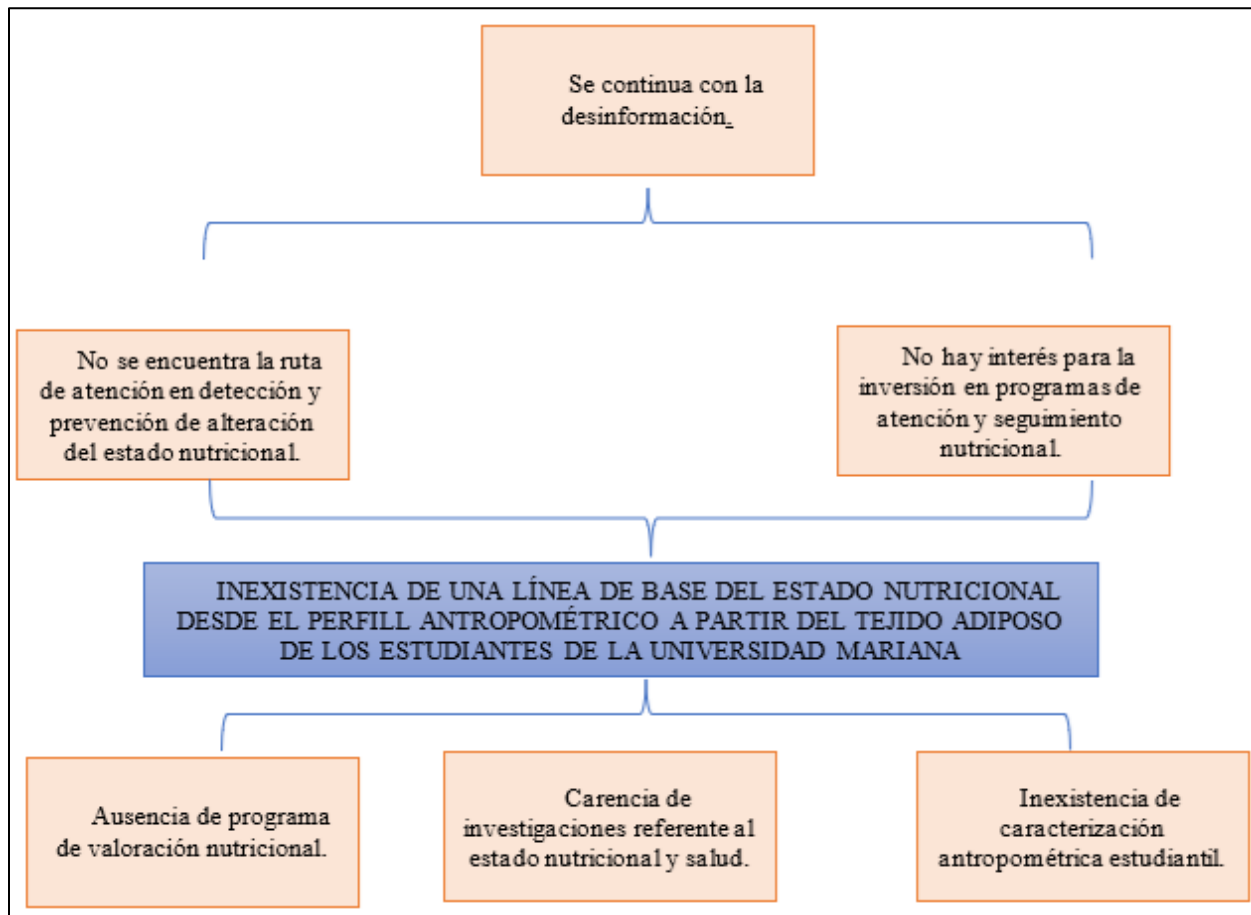 Se continua con la
desinformación.
No se encuentra la ruta
de atención en detección y
prevención de alteración
del estado nutricional.
No hay interés para la
inversión en programas de
atención y seguimiento
nutricional.
INEXISTENCIA DE UNA LÍNEA DE BASE DEL ESTADO NUTRICIONAL
DESDE EL PERFILL ANTROPOMÉTRICO A PARTIR DEL TEJIDO ADIPOSO
DE LOS ESTUDIANTES DE LA UNIVERSIDAD MARIANA
Ausencia de programa
de valoración nutricional.
Carencia de
investigaciones referente al
estado nutricional y salud.
Inexistencia de
caracterización
antropométrica estudiantil.